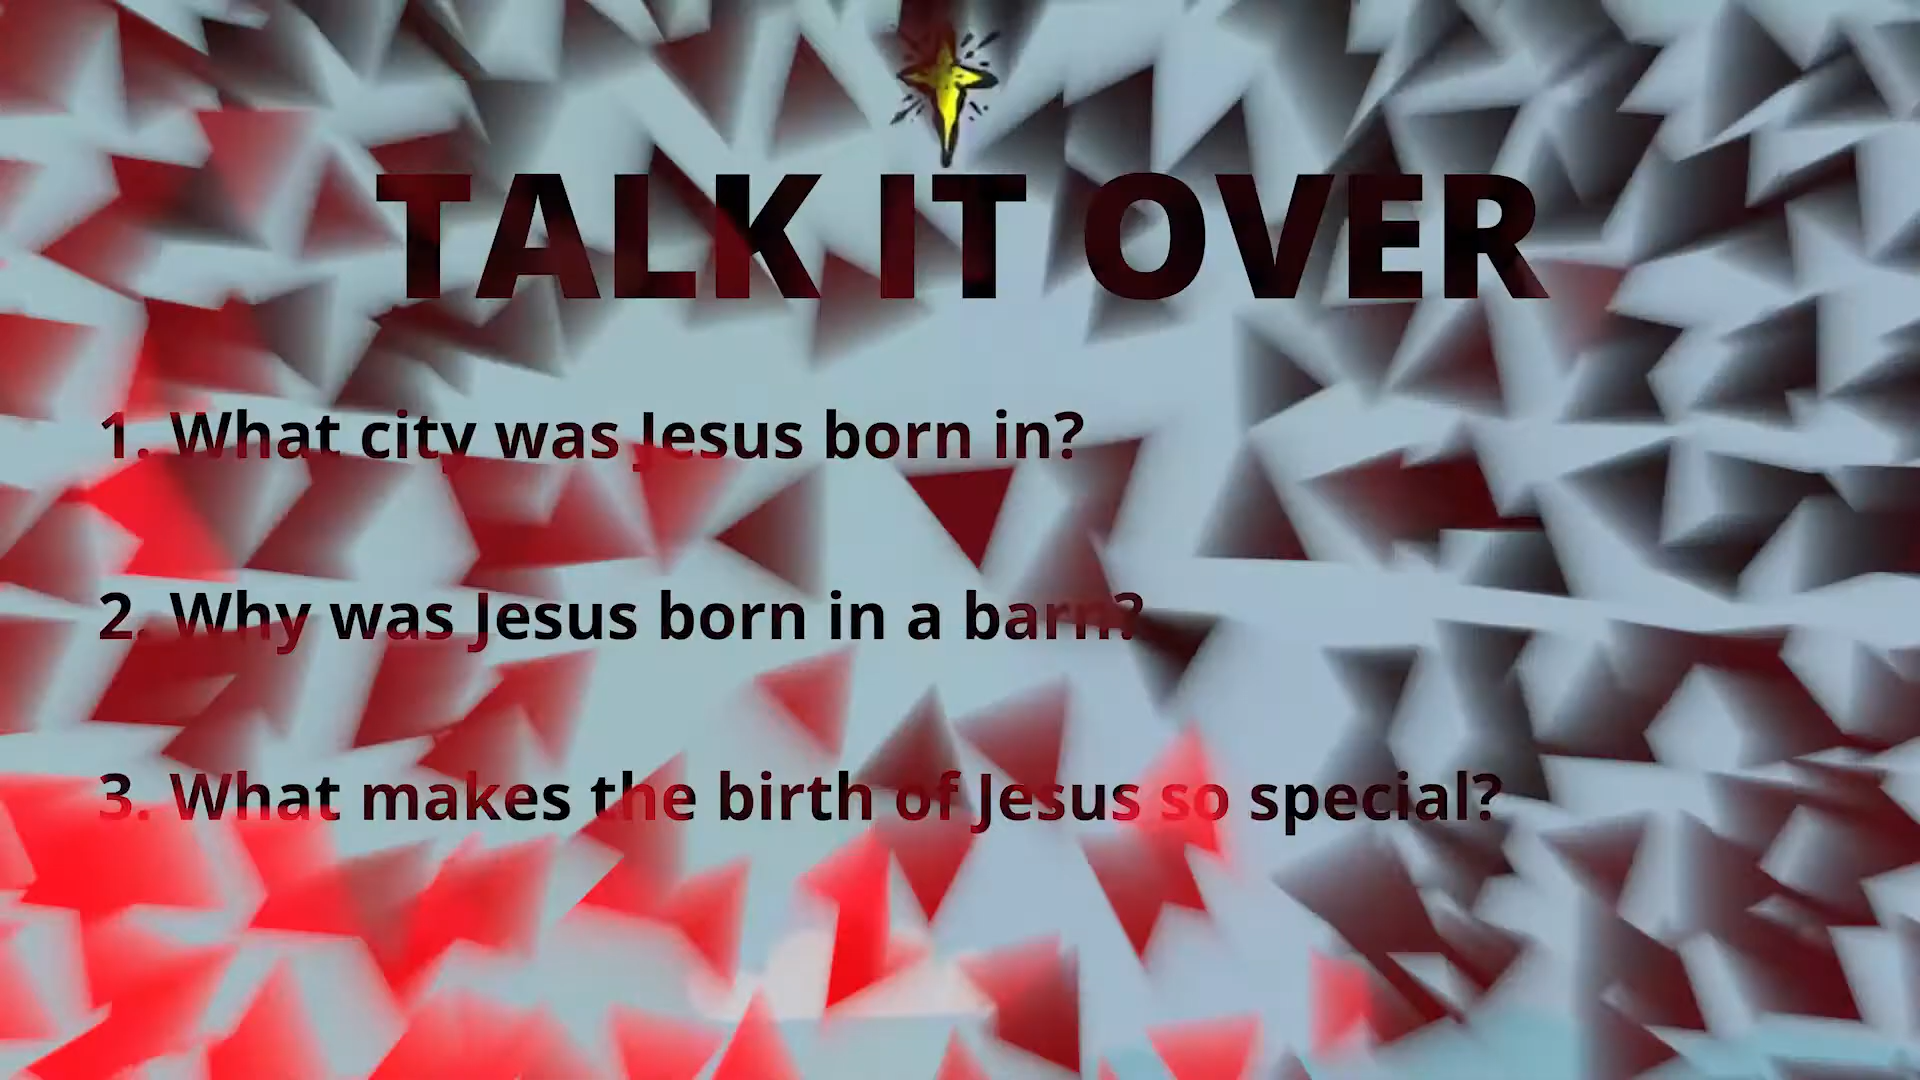 TALK IT OVER
1. What city was Jesus born in?
2. Why was Jesus born in a barn?
3. What makes the birth of Jesus so special?